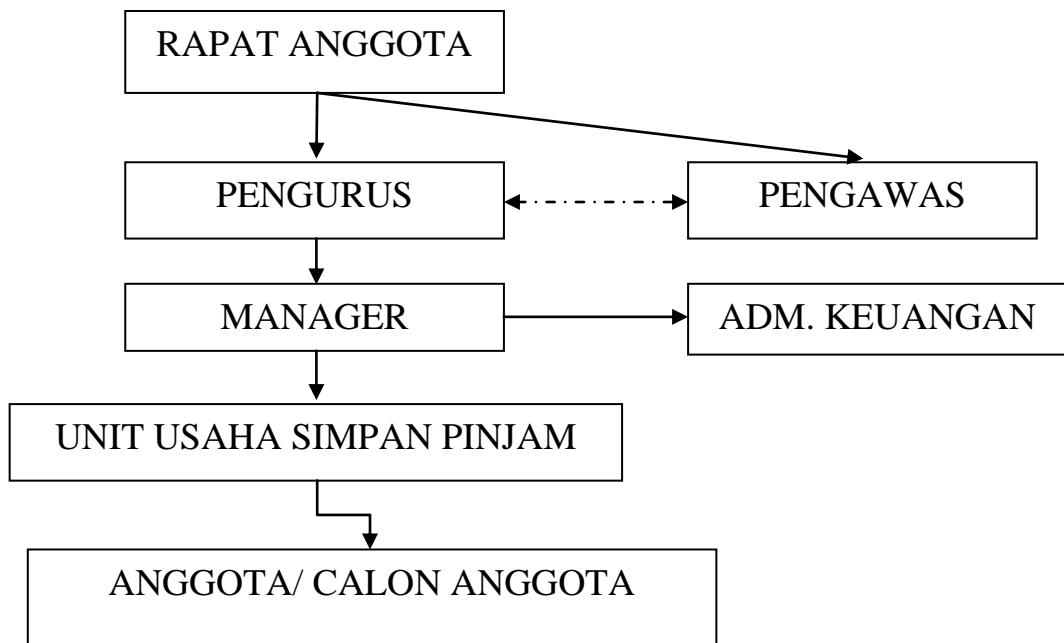 RAPAT ANGGOTA
PENGURUS
PENGAWAS
MANAGER
ADM. KEUANGAN
UNIT USAHA SIMPAN PINJAM
ANGGOTA/ CALON ANGGOTA